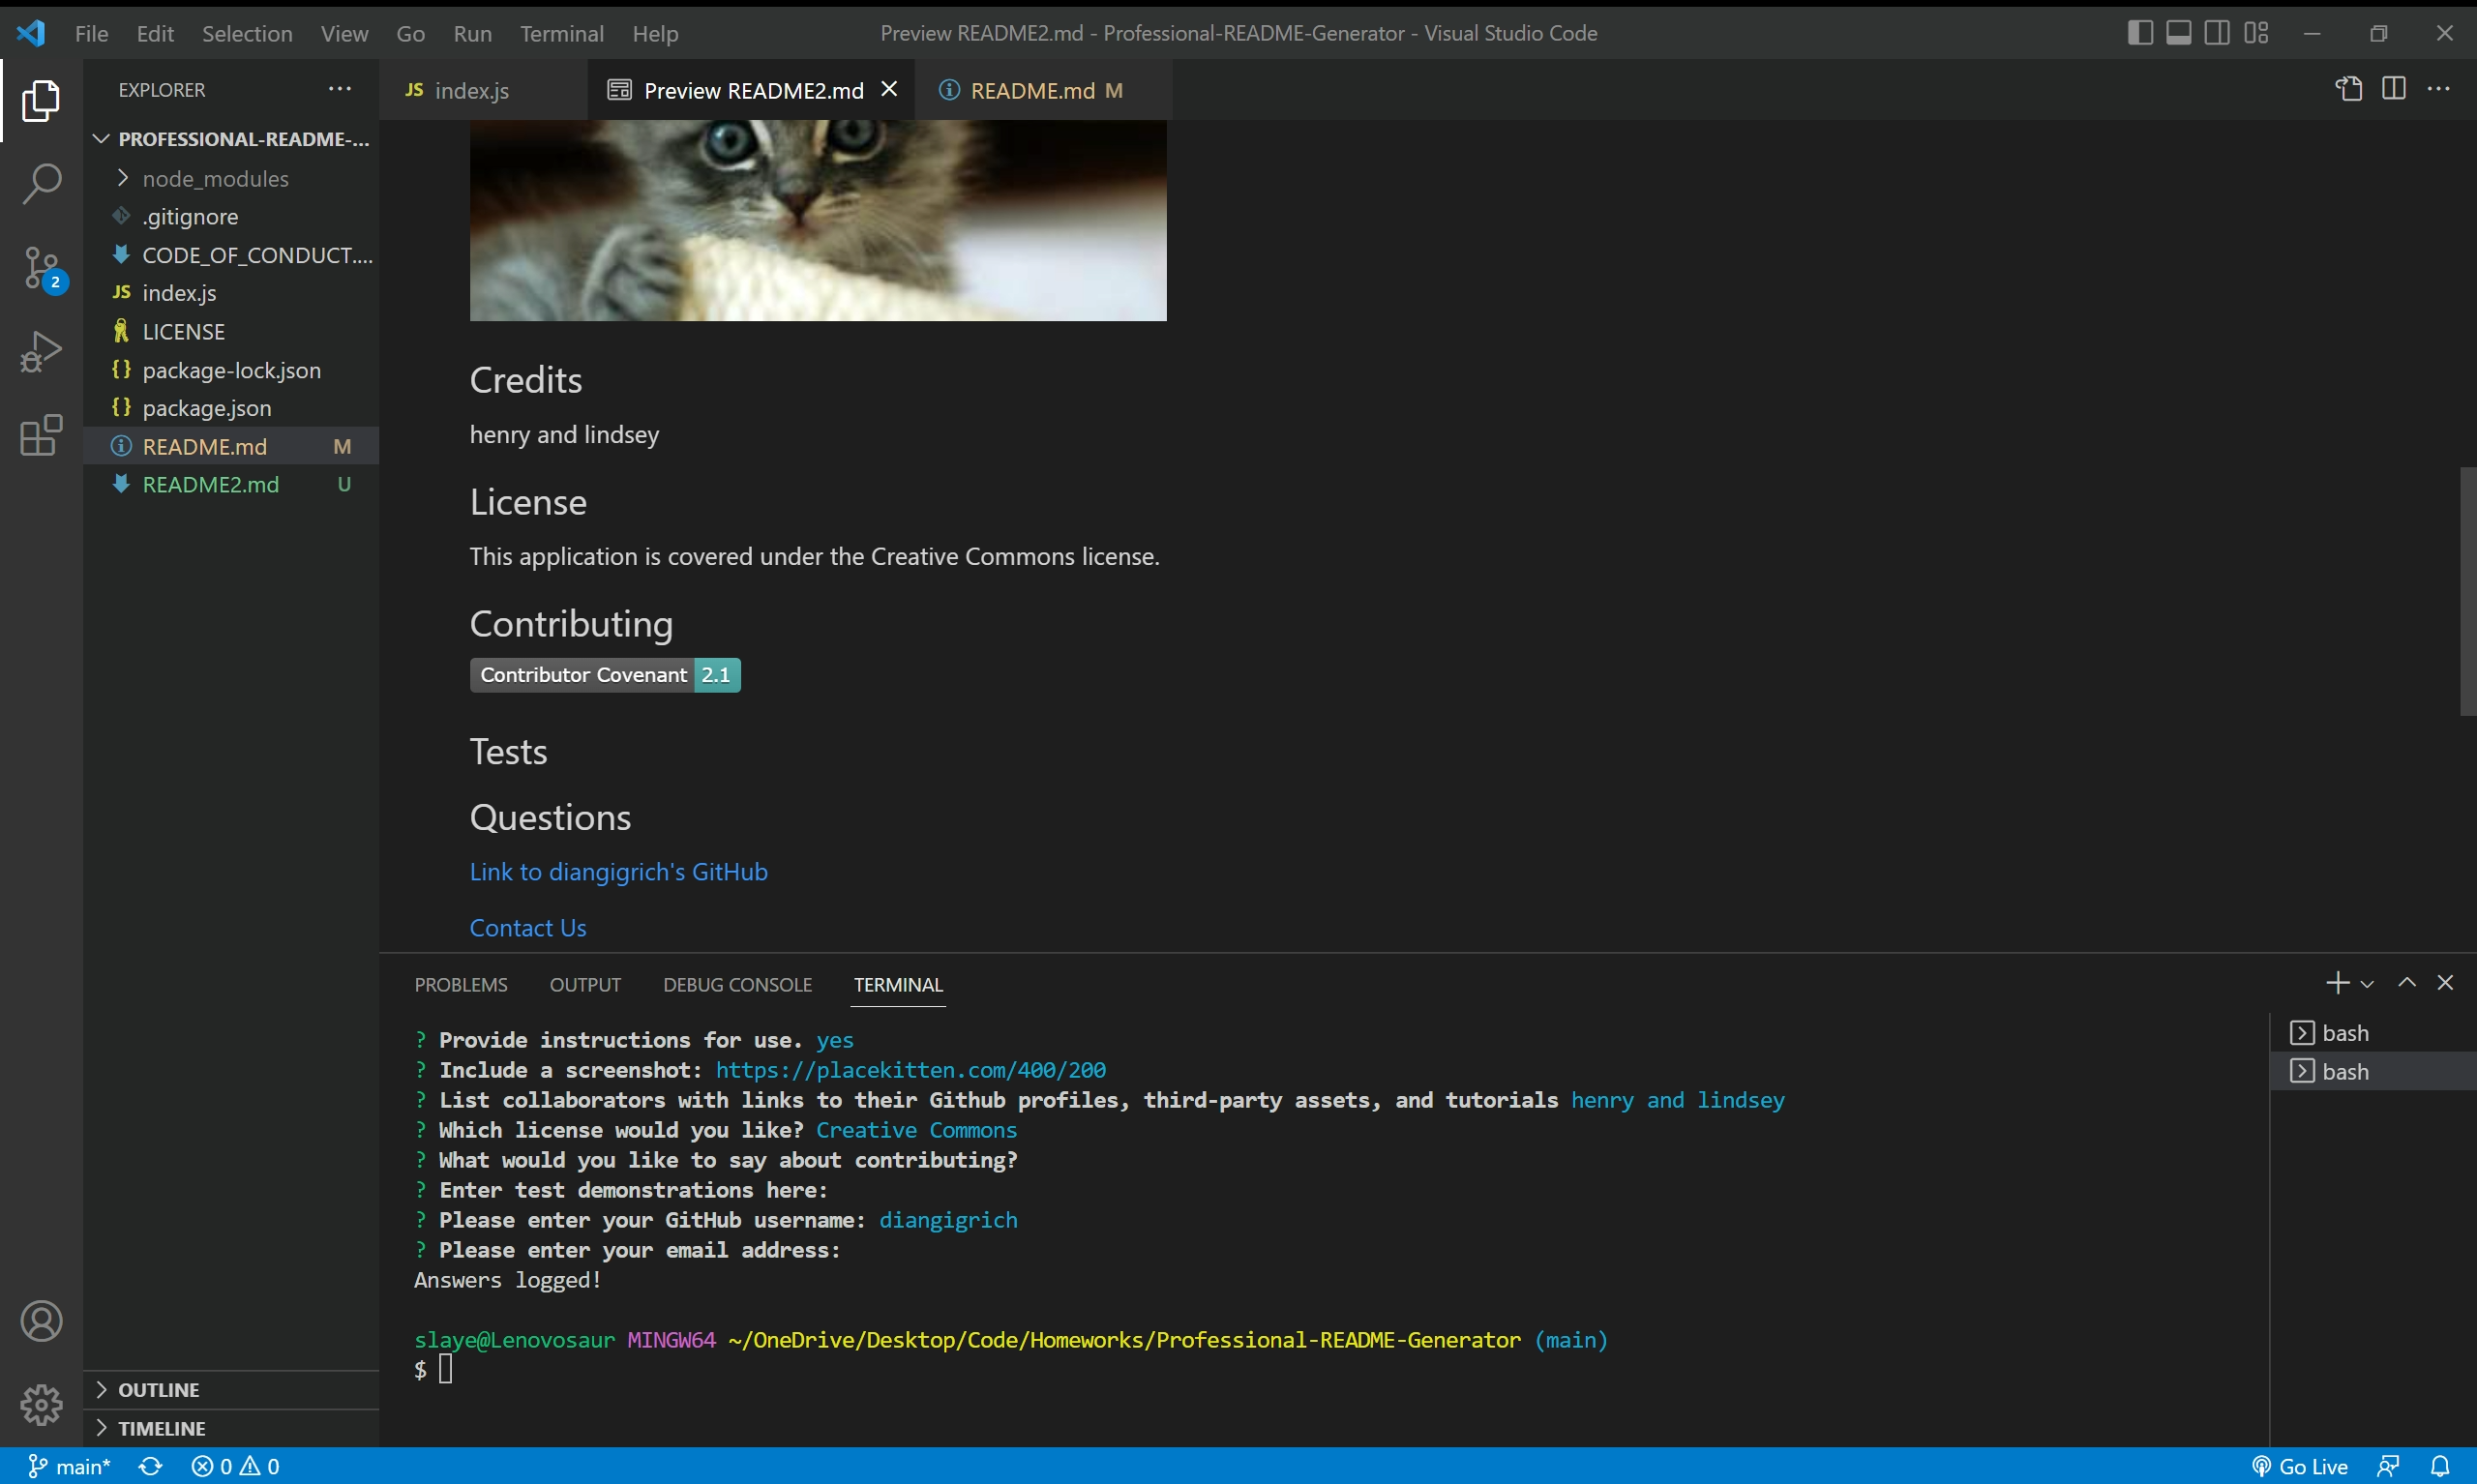 File Edit Selection View Go Run Terminal Help
Preview README2.md - Professional-README-Generator - Visual Studio Code
EXPLORER
JS index.js
Preview README2.md
README.md M
PROFESSIONAL-README-...
node_modules
.gitignore
CODE_OF_CONDUCT....
2
JS index.js
LICENSE
{} package-lock.json
{} package.json
README.md M
README2.md U
Credits
henry and lindsey
License
This application is covered under the Creative Commons license.
Contributing
Contributor Covenant 2.1
Tests
Questions
Link to diangigrich's GitHub
Contact Us
PROBLEMS OUTPUT DEBUG CONSOLE TERMINAL
? Provide instructions for use. yes
? Include a screenshot: https://placekitten.com/400/200
? List collaborators with links to their Github profiles, third-party assets, and tutorials henry and lindsey
? Which license would you like? Creative Commons
? What would you like to say about contributing?
? Enter test demonstrations here:
? Please enter your GitHub username: diangigrich
? Please enter your email address:
Answers logged!
slaye@Lenovosaur MINGW64 ~/OneDrive/Desktop/Code/Homeworks/Professional-README-Generator (main)
$
bash
bash
OUTLINE
TIMELINE
main* 0 0 Go Live